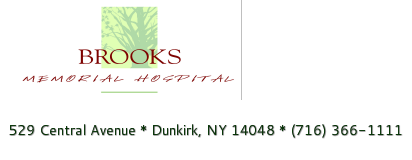 BROOKS
MEMORIAL HOSPITAL
529 Central Avenue * Dunkirk, NY 14048 * (716) 366-1111